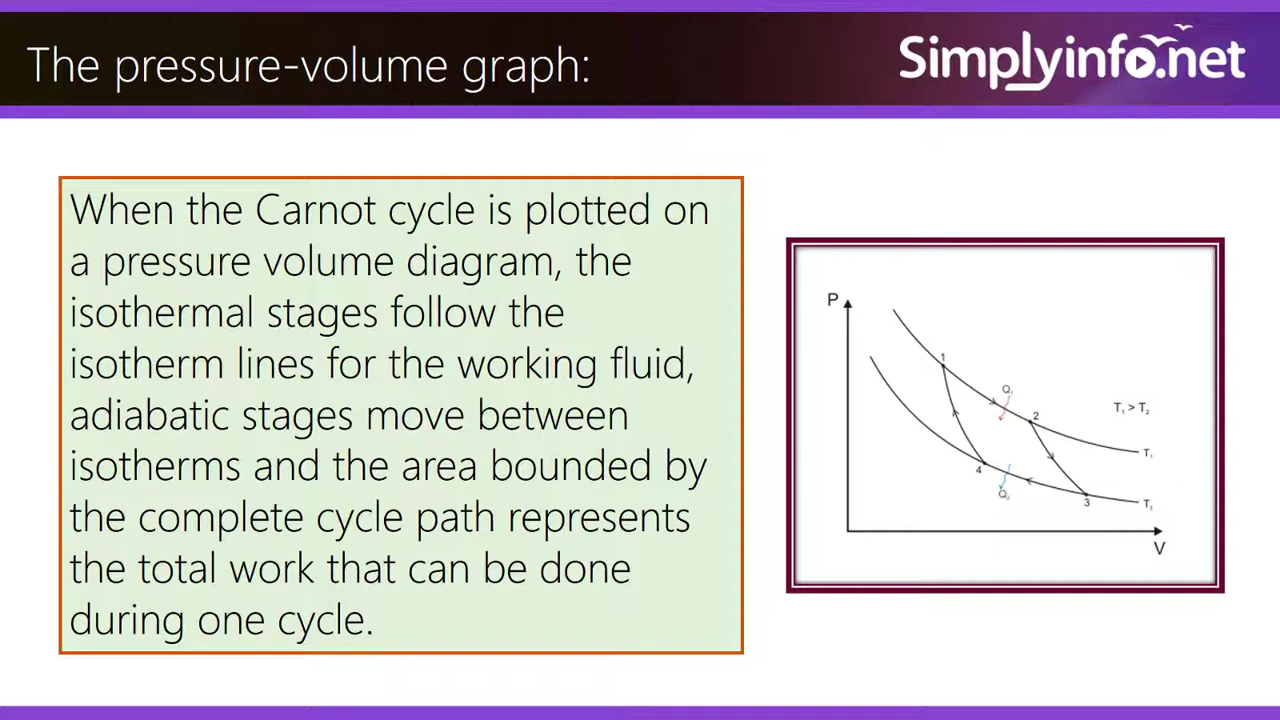 The pressure-volume graph:
Simplyinfo.net
When the Carnot cycle is plotted on
a pressure volume diagram, the
isothermal stages follow the
isotherm lines for the working fluid,
adiabatic stages move between
isotherms and the area bounded by
the complete cycle path represents
the total work that can be done
during one cycle.
P
1
Q₁
2
T₁ > T₂
T₁
4
Q₂
3
T₂
V